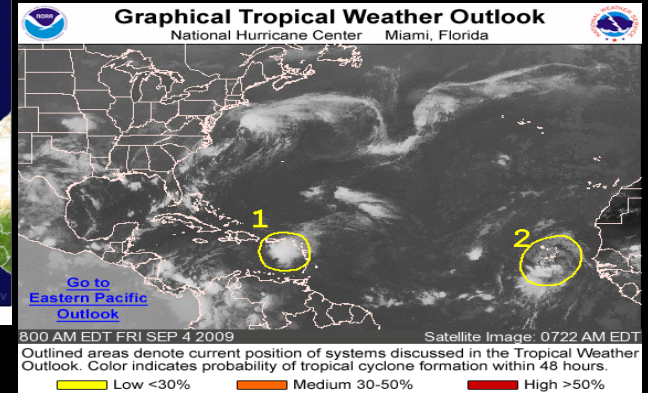 Graphical Tropical Weather Outlook
National Hurricane Center Miami, Florida
NOAA
1
2
Go to
Eastern Pacific
Outlook
800 AM EDT FRI SEP 4 2009 Satellite Image: 0722 AM EDT
Outlined areas denote current position of systems discussed in the Tropical Weather
Outlook. Color indicates probability of tropical cyclone formation within 48 hours.
Low <30% Medium 30-50% High >50%